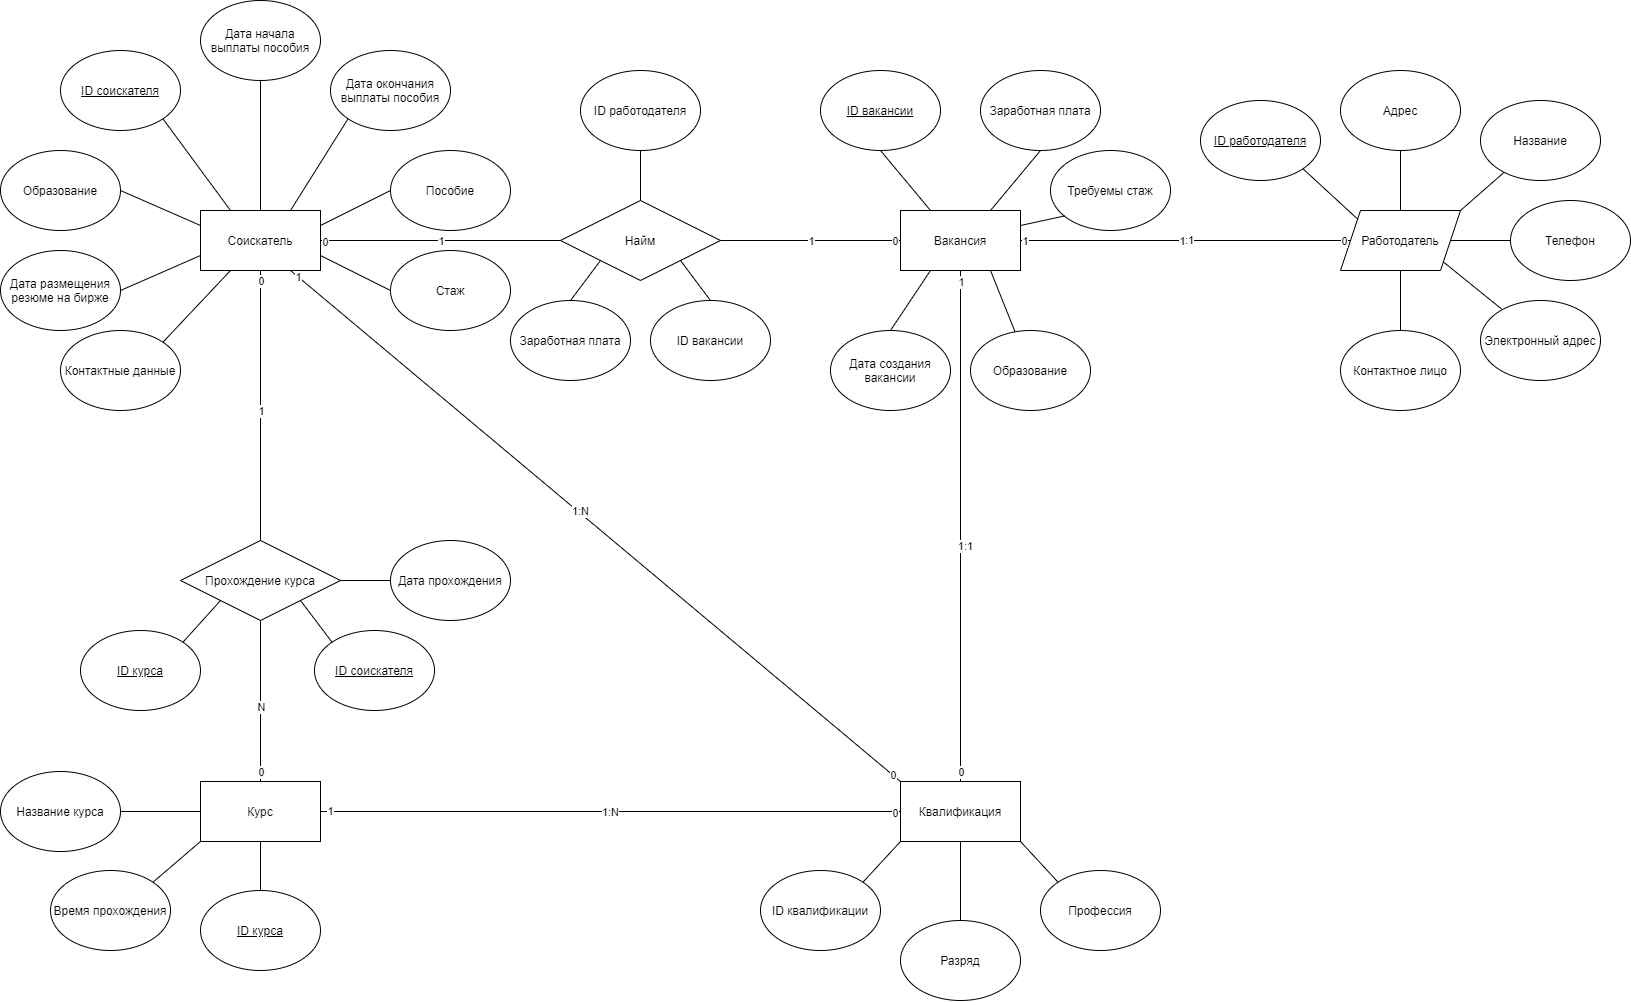 Дата начала
выплаты пособия
ID соискателя
Дата окончания
выплаты пособия
Образование
Пособие
Соискатель
Дата размещения
резюме на бирже
Стаж
Контактные данные
0
1
0
1
ID работодателя
Найм
Заработная плата
ID вакансии
1
0
ID вакансии
Заработная плата
Требуемы стаж
Вакансия
Дата создания
вакансии
Образование
1
1:1
0
1
ID работодателя
Адрес
Название
Работодатель
Телефон
Электронный адрес
Контактное лицо
1
1:N
1:1
Прохождение курса
Дата прохождения
ID курса
ID соискателя
N
0
0
0
Название курса
Курс
1
1:N
0
Квалификация
Время прохождения
ID курса
ID квалификации
Разряд
Профессия